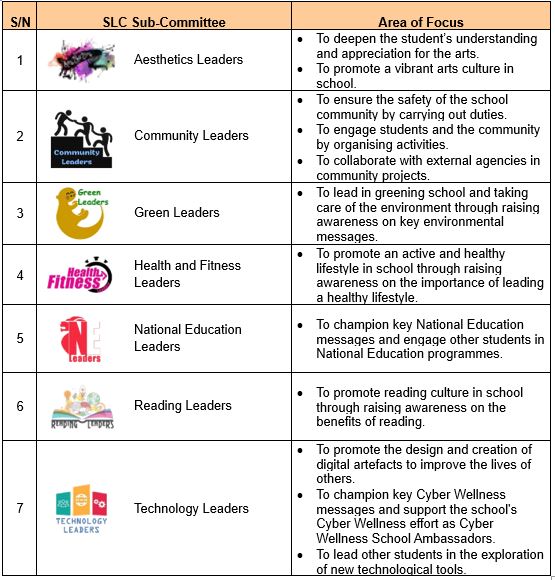 S/N SLC Sub-Committee Area of Focus
1 Aesthetics Leaders
• To deepen the student's understanding
and appreciation for the arts.
• To promote a vibrant arts culture in
school.
2 Community
Leaders
Community Leaders
• To ensure the safety of the school
community by carrying out duties.
• To engage students and the community
by organising activities.
• To collaborate with external agencies in
community projects.
3 Green
Leaders
Green Leaders
• To lead in greening school and taking
care of the environment through raising
awareness on key environmental
messages.
4 Health
Fitness
Health and Fitness
Leaders
• To promote an active and healthy
lifestyle in school through raising
awareness on the importance of leading
a healthy lifestyle.
5 NE
Leaders
National Education
Leaders
• To champion key National Education
messages and engage other students in
National Education programmes.
6 READING LEADERS
Reading Leaders
• To promote reading culture in school
through raising awareness on the
benefits of reading.
7 TECHNOLOGY
LEADERS
Technology Leaders
• To promote the design and creation of
digital artefacts to improve the lives of
others.
• To champion key Cyber Wellness
messages and support the school's
Cyber Wellness effort as Cyber
Wellness School Ambassadors.
• To lead other students in the exploration
of new technological tools.